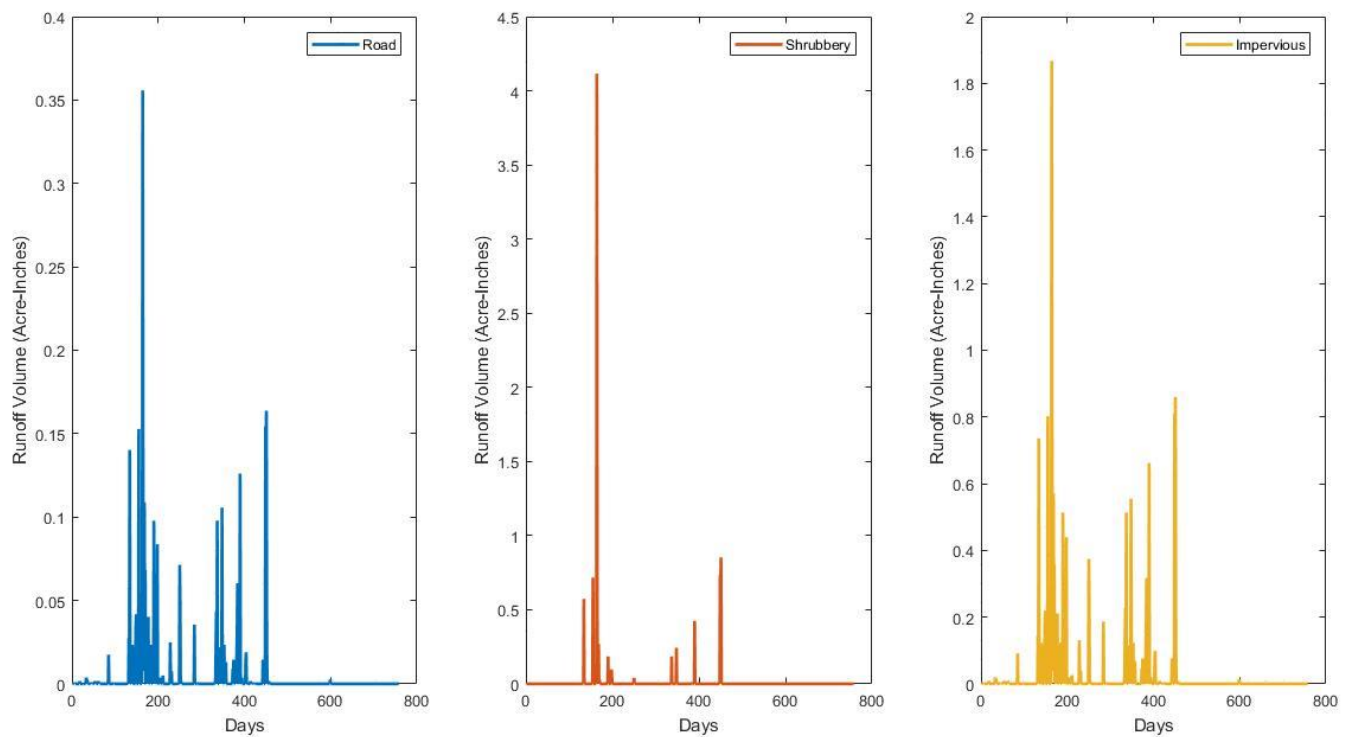 0.4
0.35
0.3
0.25
0.2
0.15
0.1
0.05
0
Runoff Volume (Acre-Inches)
Road
0 200 400 600 800
Days
4.5
4
3.5
3
2.5
2
1.5
1
0.5
0
Runoff Volume (Acre-Inches)
Shrubbery
0 200 400 600 800
Days
2
1.8
1.6
1.4
1.2
1
0.8
0.6
0.4
0.2
0
Runoff Volume (Acre-Inches)
Impervious
0 200 400 600 800
Days